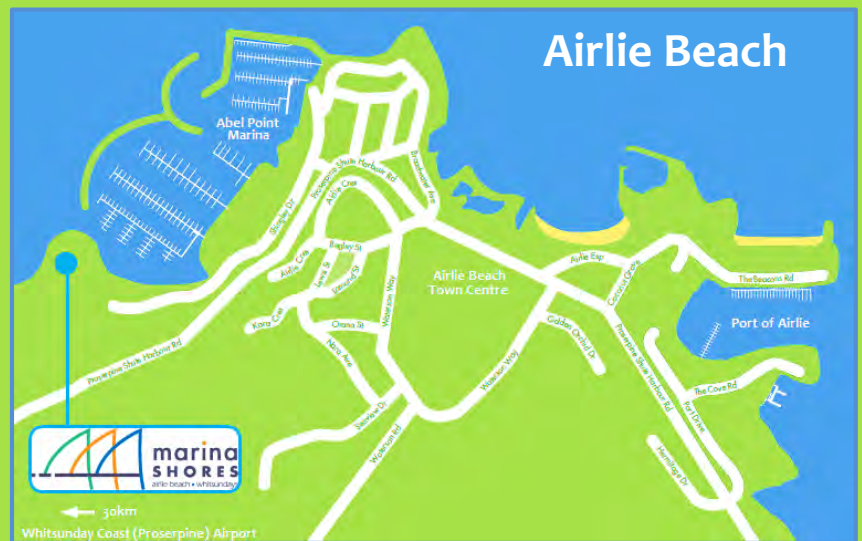 Airlie Beach
Abel Point
Marina
Shingley Dr
Proserpine Shute Harbour Rd
Airlie Cres
Broadwater Ave
Begley St
Airlie Cres
Lewis St
Kara Cres
Orana St
Nara Ave
Waterson Way
Airlie Beach
Town Centre
Airlie Esp
Coconut Grove
The Beacons Rd
Port of Airlie
Golden Orchid Dr
Waterson Way
Proserpine Shute Harbour Rd
The Cove Rd
Port Drive
Hermitage Dr
Proserpine Shute Harbour Rd
Seaview Dr
Waterson Rd
marina
SHORES
airlie beach • whitsundays
30km
Whitsunday Coast (Proserpine) Airport